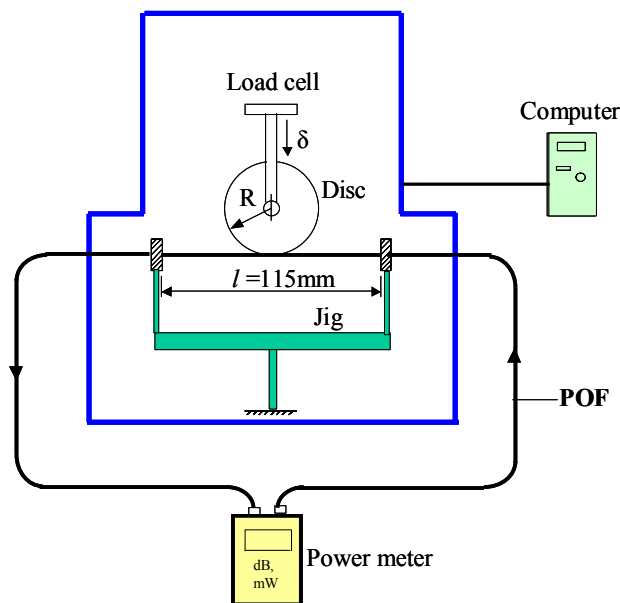 Load cell
Computer
δ
R
Disc
l =115mm
Jig
POF
Power meter
dB,
mW